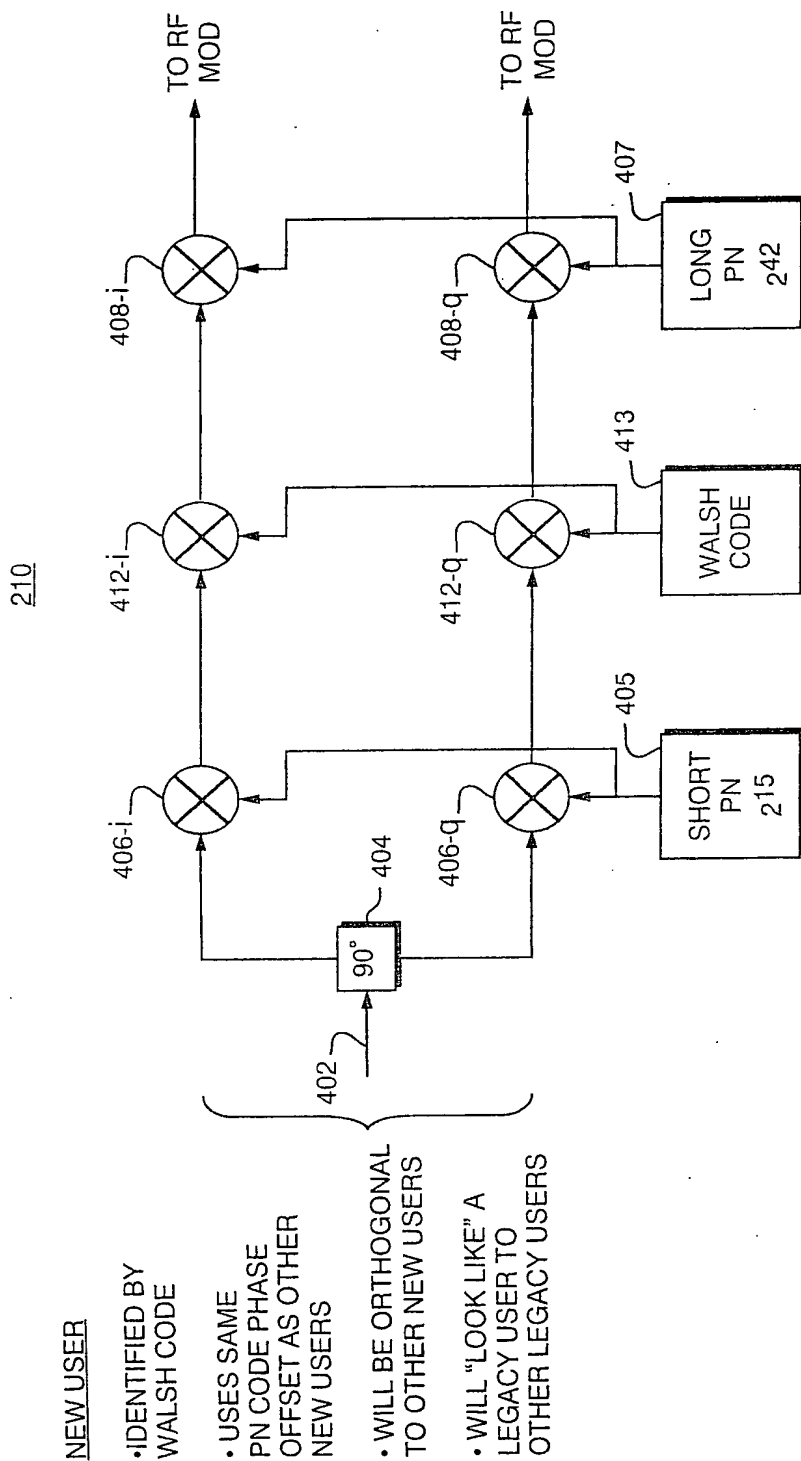 210
NEW USER
•IDENTIFIED BY
WALSH CODE
• USES SAME
PN CODE PHASE
OFFSET AS OTHER
NEW USERS
• WILL BE ORTHOGONAL
TO OTHER NEW USERS
• WILL "LOOK LIKE" A
LEGACY USER TO
OTHER LEGACY USERS
402
90°
404
406-i
412-i
408-i
TO RF
MOD
406-q
412-q
408-q
TO RF
MOD
405
SHORT
PN
2¹⁵
413
WALSH
CODE
407
LONG
PN
2⁴²